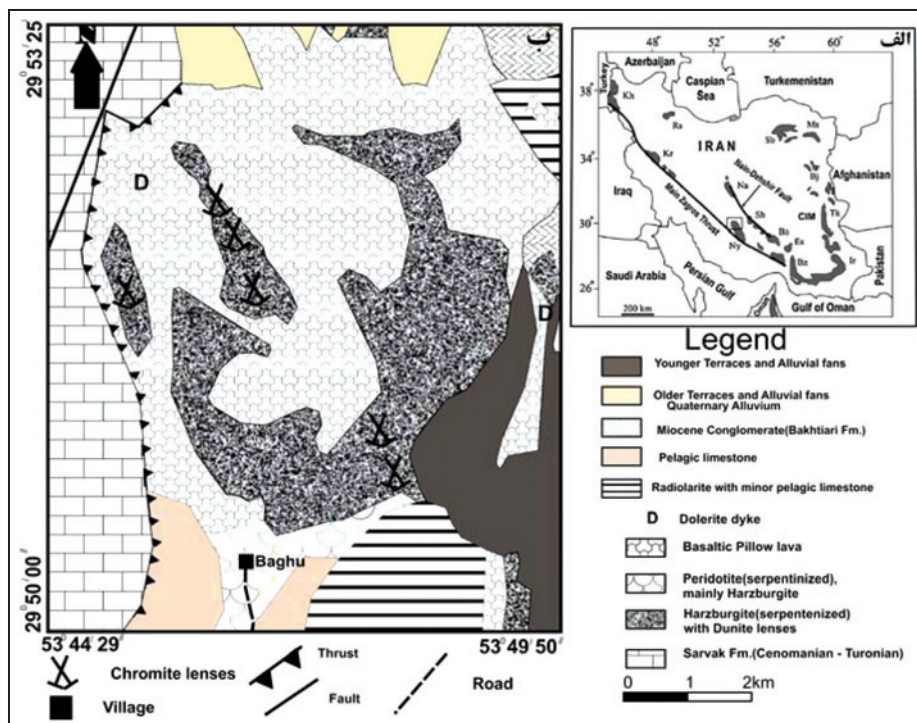 N
ب
29° 53′ 25″
D
D
Baghu
29° 50′ 00″
53° 44′ 29″
53° 49′ 50″
Chromite lenses
Village
Thrust
Fault
Road
الف
48°
52°
56°
60°
38°
34°
30°
26°
Azerbaijan
Turkey
Caspian
Sea
Turkemenistan
Kh
Rs
Sb
Ms
IRAN
Kr
Bj
Afghanistan
Iraq
Na
Nain-Dehshir Fault
Main Zagros Thrust
CIM
Tk
Sh
Ny
Es
Bz
Ir
Pakistan
Saudi Arabia
Persian Gulf
Gulf of Oman
200 km
Legend
Younger Terraces and Alluvial fans
Older Terraces and Alluvial fans
Quaternary Alluvium
Miocene Conglomerate(Bakhtiari Fm.)
Pelagic limestone
Radiolarite with minor pelagic limestone
D Dolerite dyke
Basaltic Pillow lava
Peridotite(serpentinized),
mainly Harzburgite
Harzburgite(serpentenized)
with Dunite lenses
Sarvak Fm.(Cenomanian - Turonian)
0 1 2km